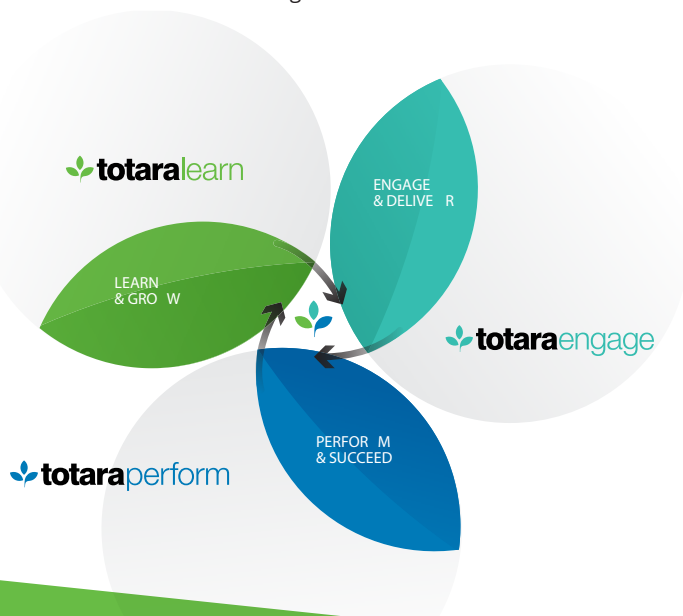 totaralearn
ENGAGE
& DELIVE R
LEARN
& GRO W
totaraengage
PERFOR M
& SUCCEED
totaraperform